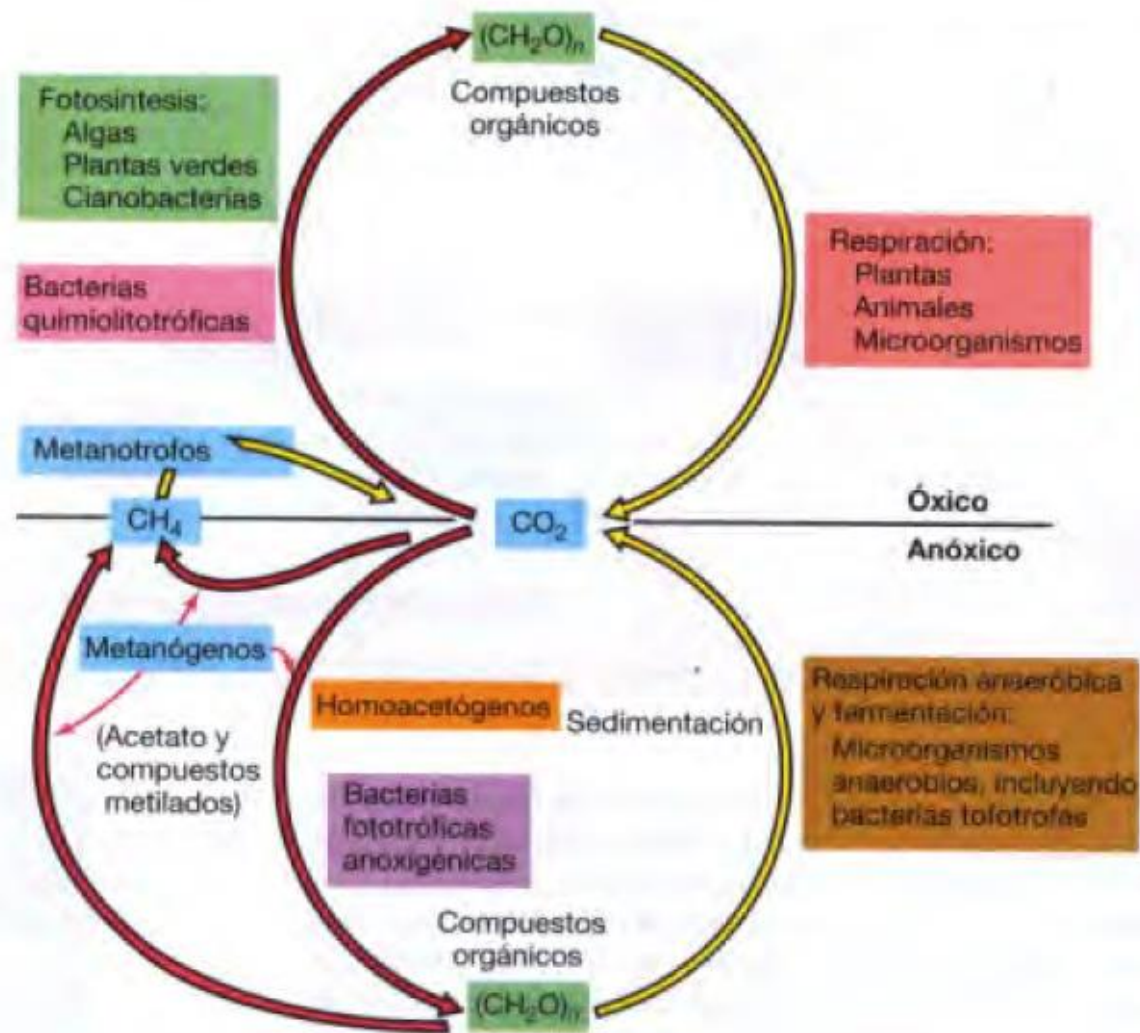 (CH₂O)ₙ
Compuestos
orgánicos
Fotosíntesis:
Algas
Plantas verdes
Cianobacterias
Bacterias
quimiolitotróficas
Respiración:
Plantas
Animales
Microorganismos
Metanotrofos
CH₄
CO₂
Óxico
Anóxico
Metanógenos
(Acetato y
compuestos
metilados)
Homoacetógenos
Sedimentación
Bacterias
fototróficas
anoxigénicas
Respiración anaeróbica
y fermentación:
Microorganismos
anaerobios, incluyendo
bacterias tofotrofas
Compuestos
orgánicos
(CH₂O)ₙ